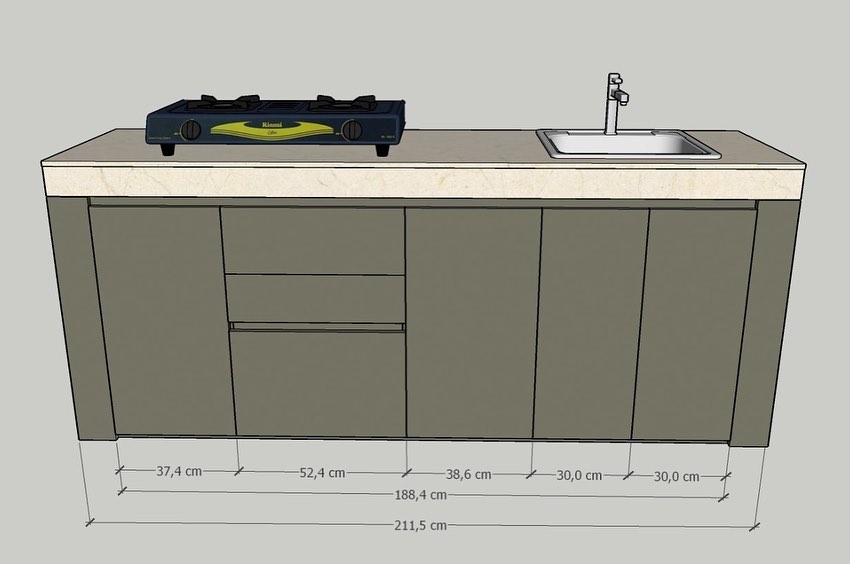 Rinnai
37,4 cm
52,4 cm
38,6 cm
30,0 cm
30,0 cm
188,4 cm
211,5 cm